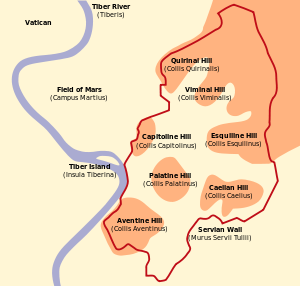 Tiber River
(Tiberis)
Vatican
Quirinal Hill
(Collis Quirinalis)
Field of Mars
(Campus Martius)
Viminal Hill
(Collis Viminalis)
Capitoline Hill
(Collis Capitolinus)
Esquiline Hill
(Collis Esquilinus)
Tiber Island
(Insula Tiberina)
Palatine Hill
(Collis Palatinus)
Caelian Hill
(Collis Caelius)
Aventine Hill
(Collis Aventinus)
Servian Wall
(Murus Servii Tullii)